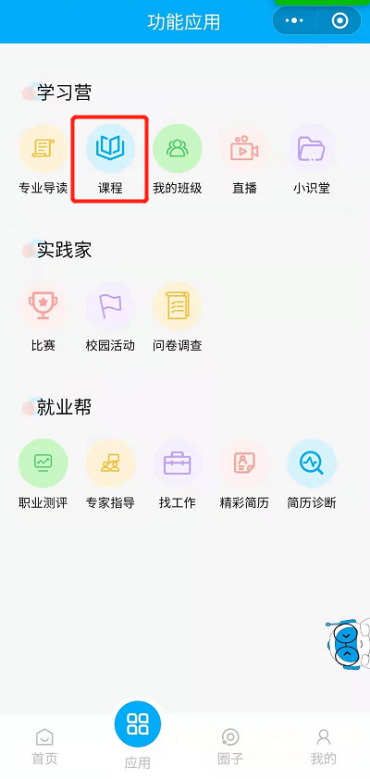 功能应用
学习营
专业导读 课程 我的班级 直播 小识堂
实践家
比赛 校园活动 问卷调查
就业帮
职业测评 专家指导 找工作 精彩简历 简历诊断
首页 应用 圈子 我的